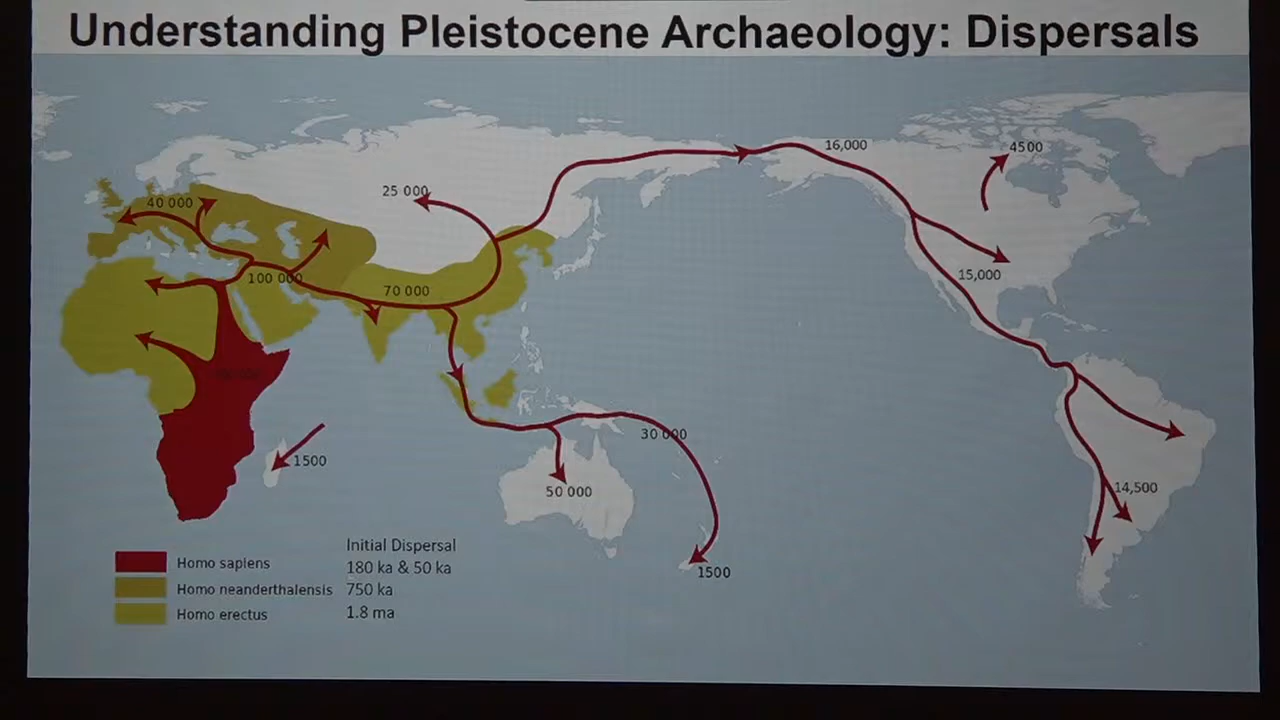 Understanding Pleistocene Archaeology: Dispersals
16,000
4500
25 000
40 000
15,000
100 000
70 000
30 000
1500
50 000
14,500
1500
Initial Dispersal
Homo sapiens 180 ka & 50 ka
Homo neanderthalensis 750 ka
Homo erectus 1.8 ma